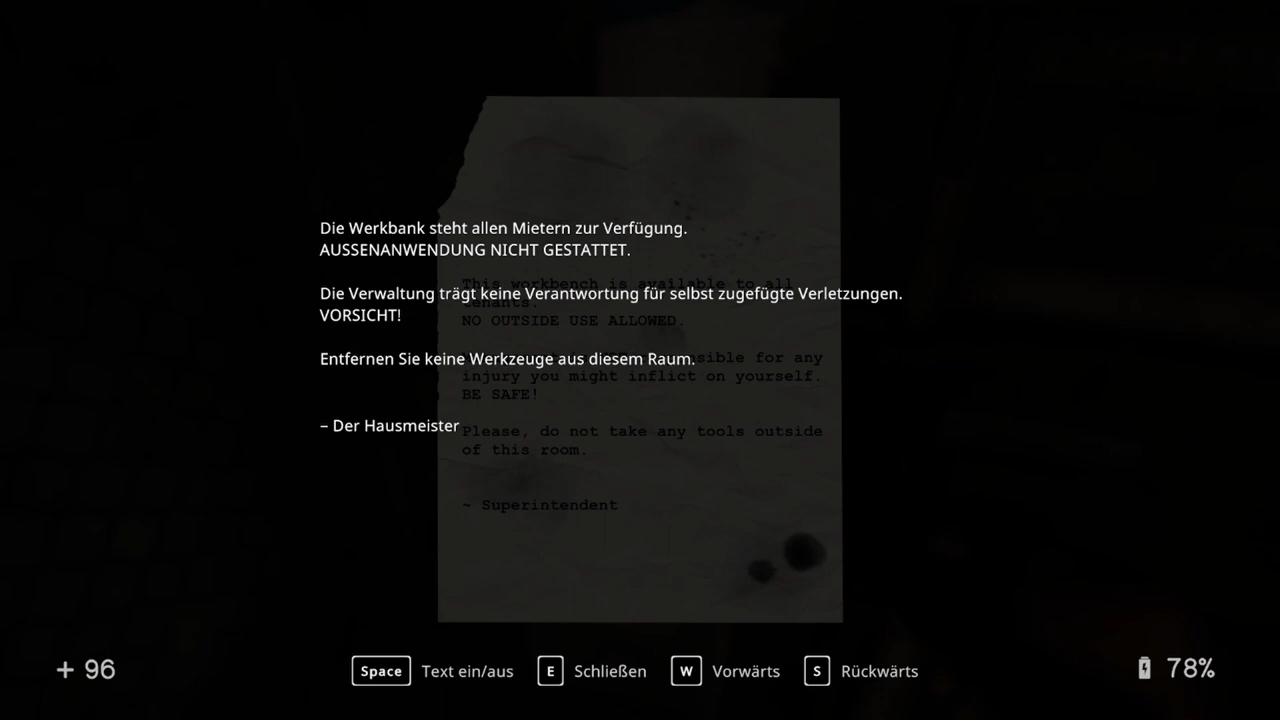 Die Werkbank steht allen Mietern zur Verfügung.
AUSSENANWENDUNG NICHT GESTATTET.
Die Verwaltung trägt keine Verantwortung für selbst zugefügte Verletzungen.
VORSICHT!
Entfernen Sie keine Werkzeuge aus diesem Raum.
– Der Hausmeister
This workbench is available to all
tenants.
NO OUTSIDE USE ALLOWED.
for any
injury you might inflict on yourself.
BE SAFE!
Please, do not take any tools outside
of this room.
~ Superintendent
+ 96
Space Text ein/aus E Schließen W Vorwärts S Rückwärts
78%